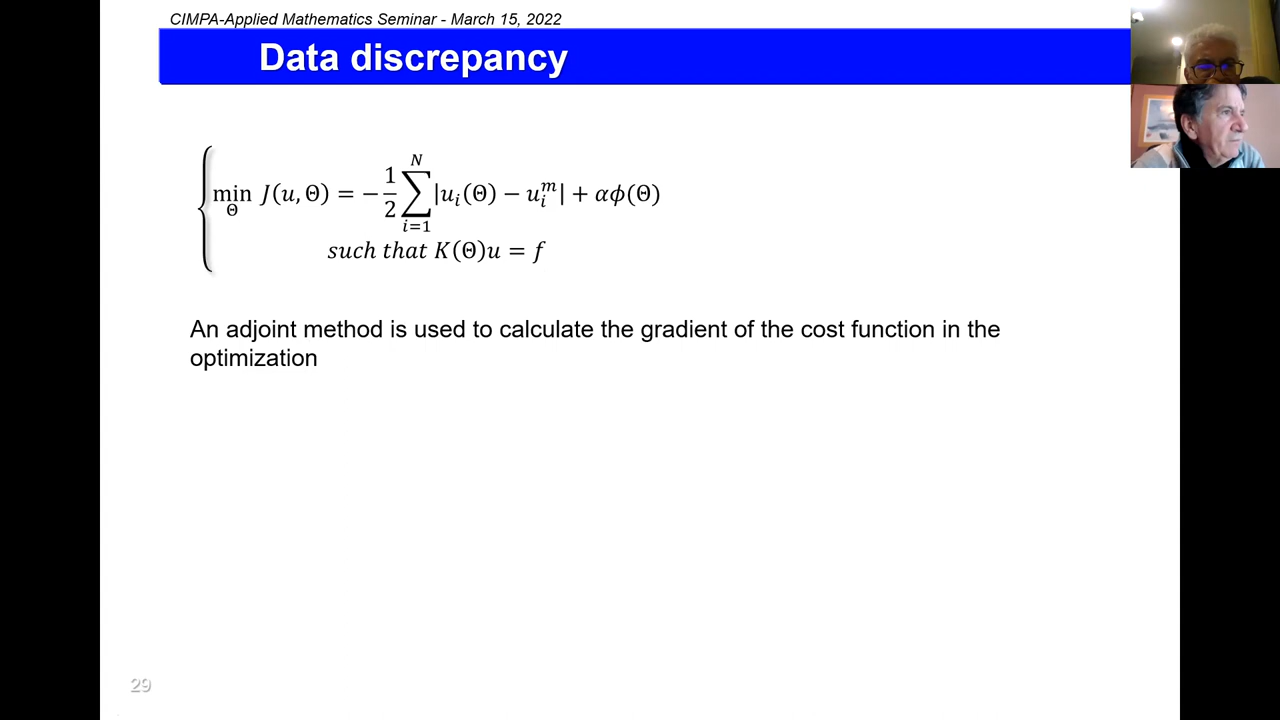 CIMPA-Applied Mathematics Seminar - March 15, 2022
Data discrepancy
min_Θ J(u, Θ) = −1/2 ∑_{i=1}^{N} |u_i(Θ) − u_i^m| + αϕ(Θ)
such that K(Θ)u = f
An adjoint method is used to calculate the gradient of the cost function in the
optimization
29